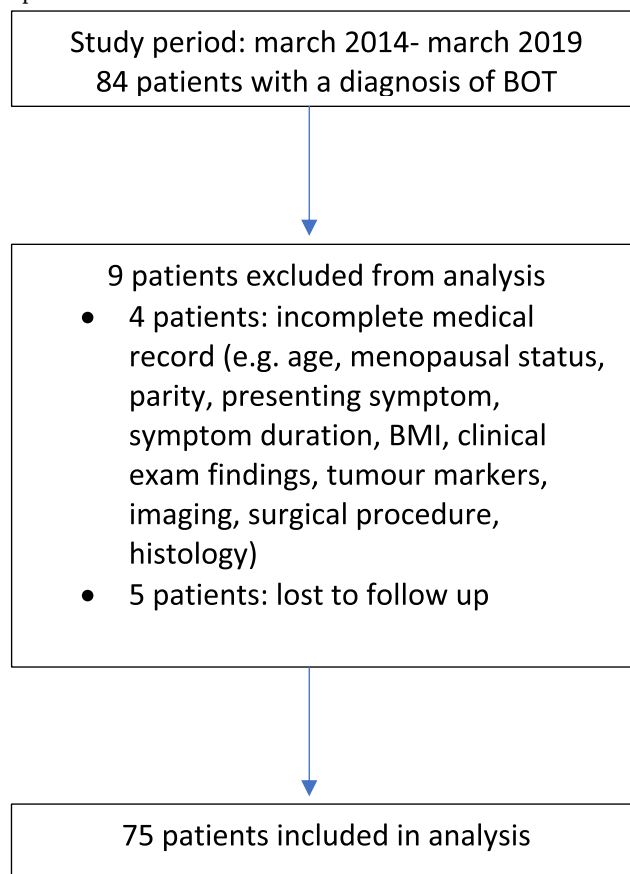 Study period: march 2014- march 2019
84 patients with a diagnosis of BOT
9 patients excluded from analysis
• 4 patients: incomplete medical
record (e.g. age, menopausal status,
parity, presenting symptom,
symptom duration, BMI, clinical
exam findings, tumour markers,
imaging, surgical procedure,
histology)
• 5 patients: lost to follow up
75 patients included in analysis